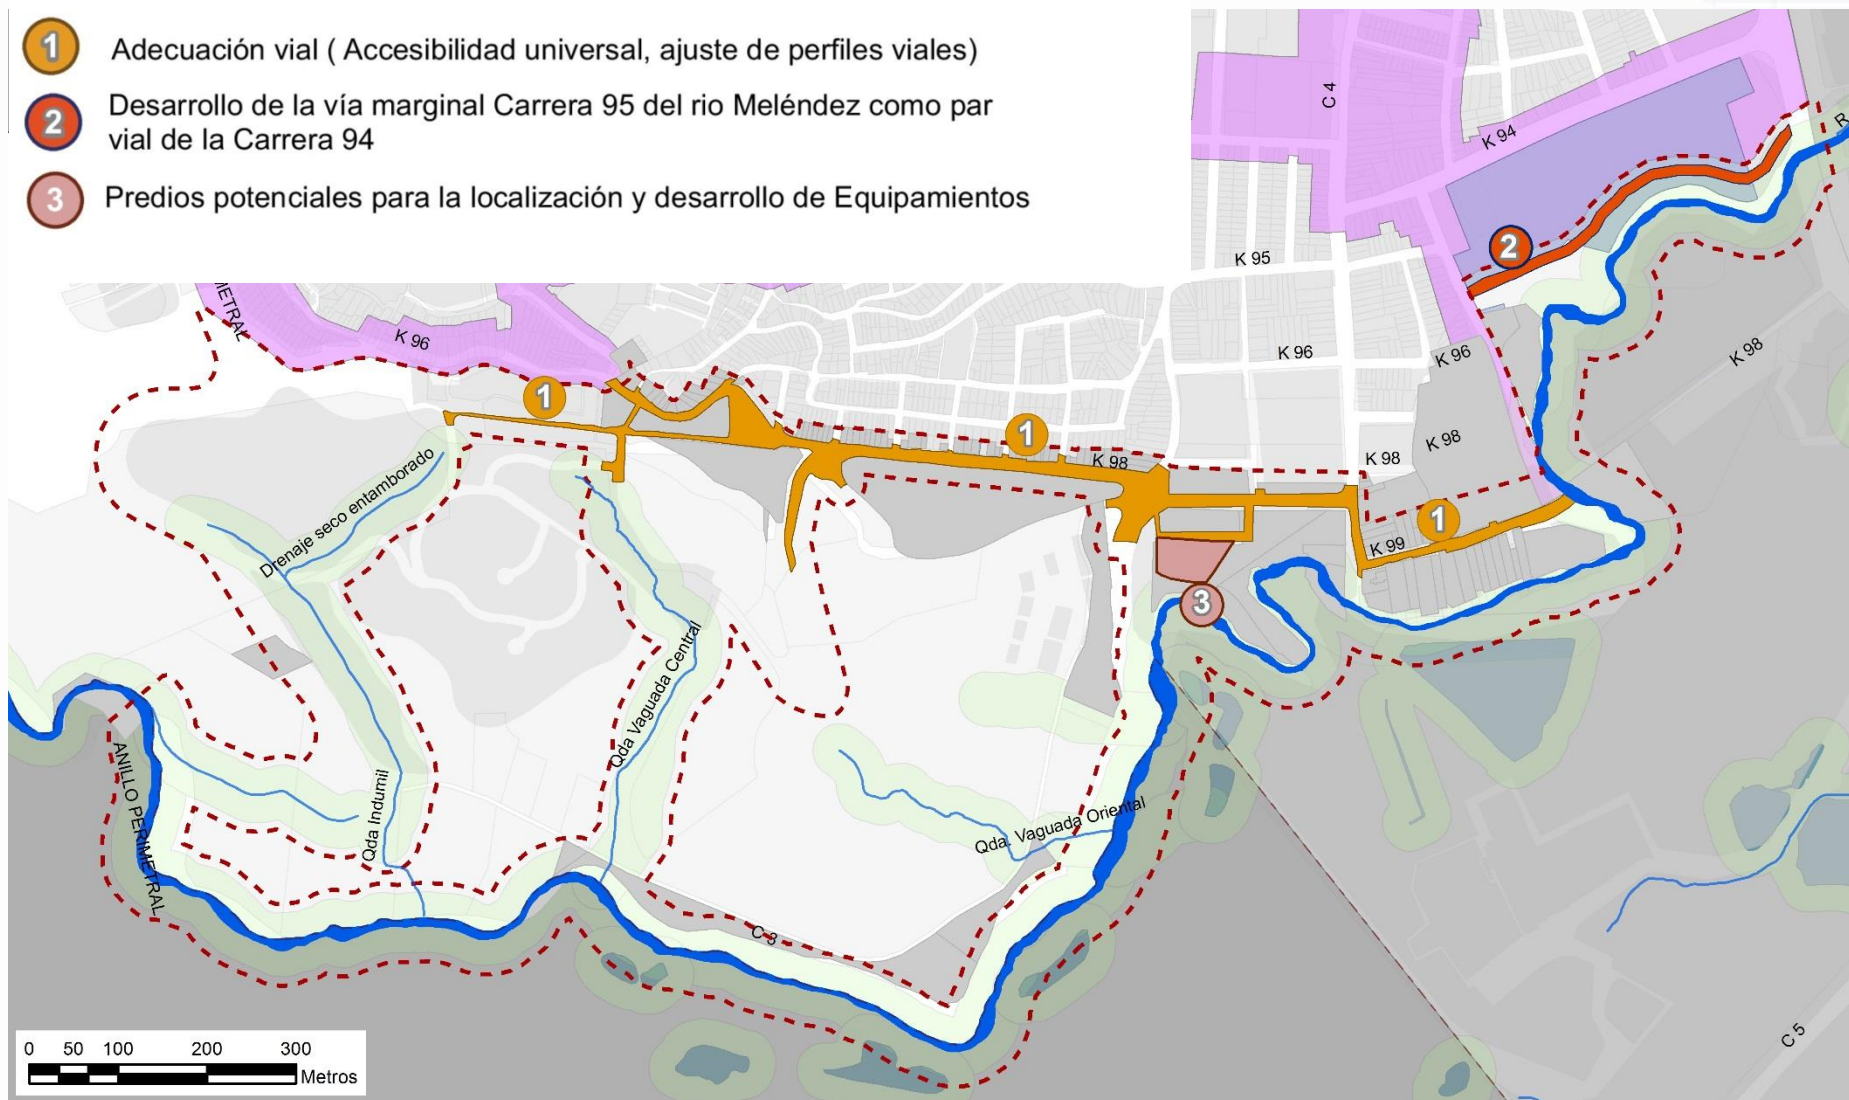 1 Adecuación vial ( Accesibilidad universal, ajuste de perfiles viales)
2 Desarrollo de la vía marginal Carrera 95 del rio Meléndez como par
vial de la Carrera 94
3 Predios potenciales para la localización y desarrollo de Equipamientos
C 4
K 94
R
2
K 95
METRAL
K 96
K 96
K 96
K 98
1
1
K 98
K 98
K 98
1
K 99
Drenaje seco entamborado
3
Qda Vaguada Central
ANILLO PERIMETRAL
Qda Indumil
Qda. Vaguada Oriental
C 3
C 5
0 50 100 200 300
Metros